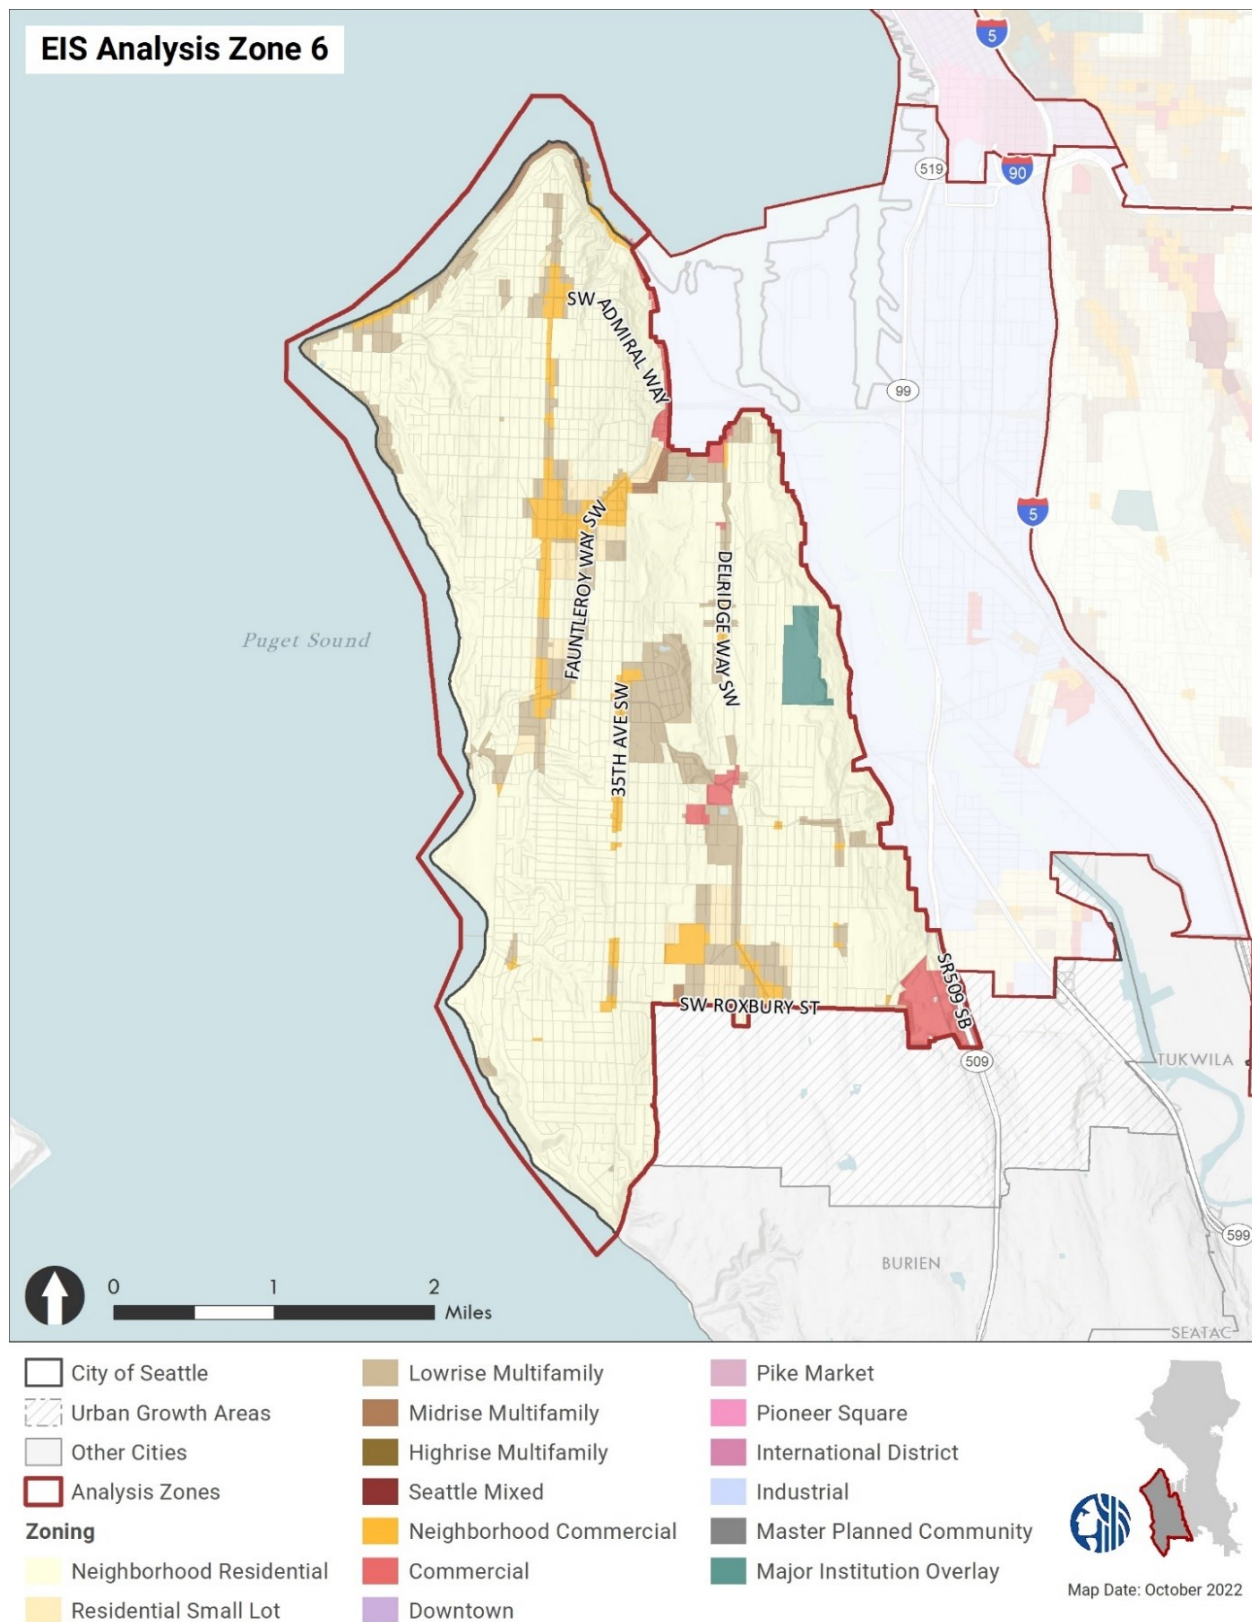 EIS Analysis Zone 6
5
519
90
SW ADMIRAL WAY
99
5
FAUNTLEROY WAY SW
DELRIDGE WAY SW
Puget Sound
35TH AVE SW
SW ROXBURY ST
SR509 SB
509
TUKWILA
599
BURIEN
SEATAC
0 1 2
Miles
City of Seattle
Urban Growth Areas
Other Cities
Analysis Zones
Zoning
Neighborhood Residential
Residential Small Lot
Lowrise Multifamily
Midrise Multifamily
Highrise Multifamily
Seattle Mixed
Neighborhood Commercial
Commercial
Downtown
Pike Market
Pioneer Square
International District
Industrial
Master Planned Community
Major Institution Overlay
Map Date: October 2022